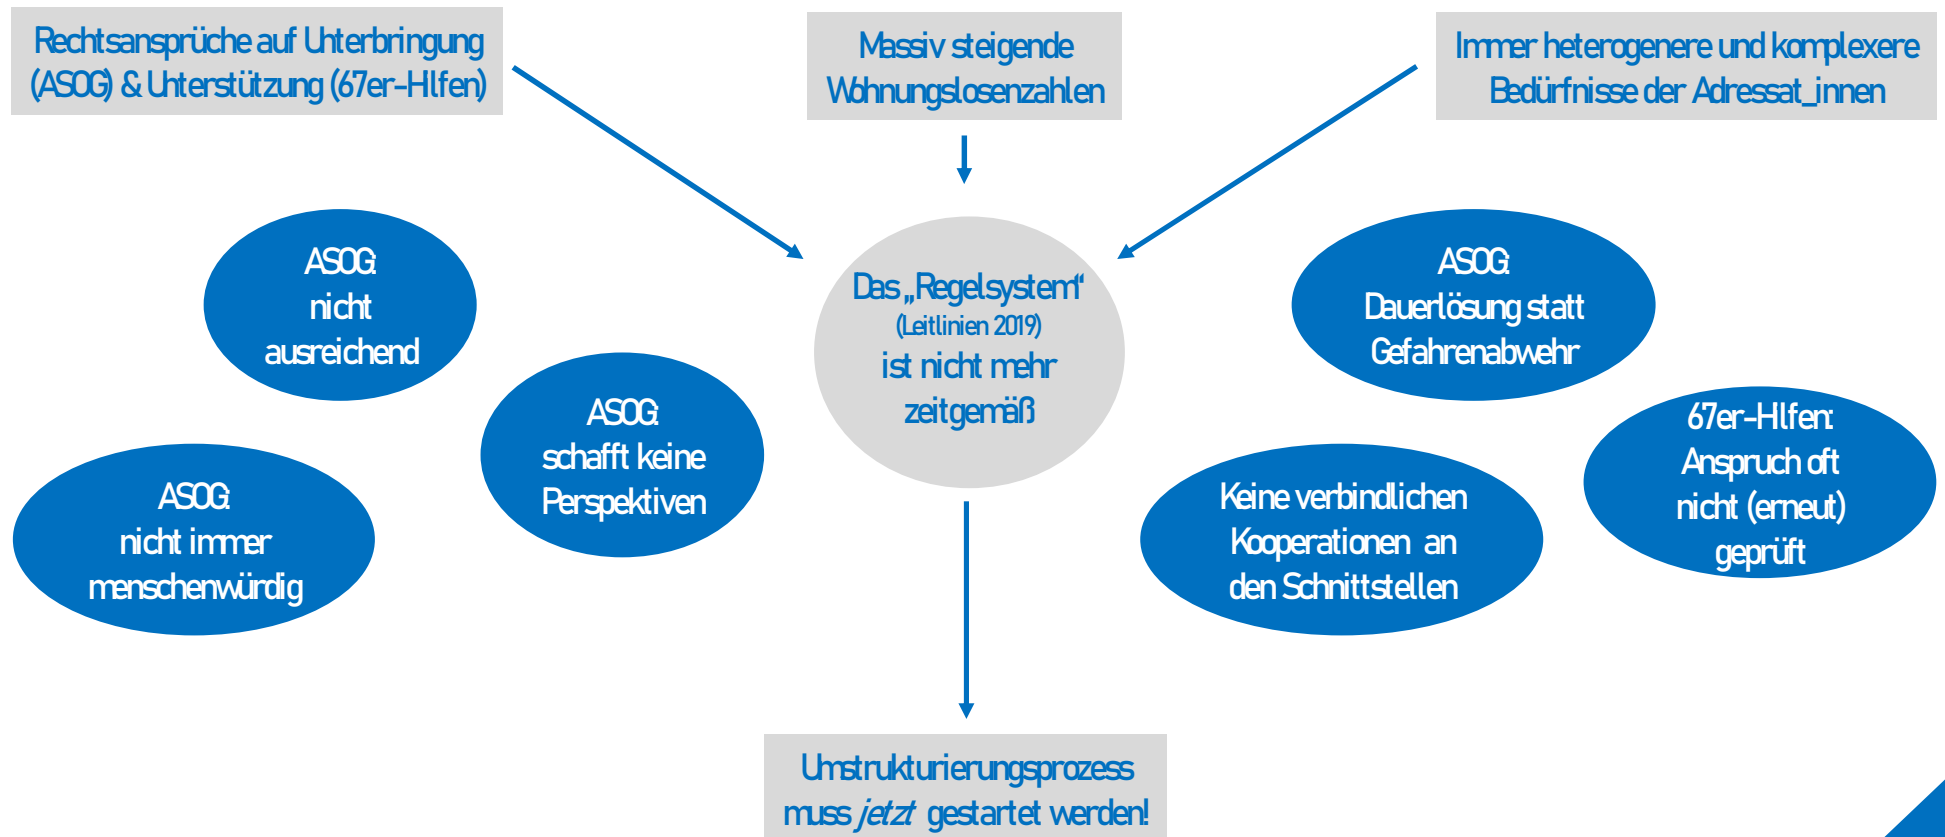 Rechtsansprüche auf Unterbringung
(ASOG) & Unterstützung (67er-Hilfen)
Massiv steigende
Wohnungslosenzahlen
Immer heterogenere und komplexere
Bedürfnisse der Adressat_innen
ASOG:
nicht
ausreichend
ASOG:
schafft keine
Perspektiven
ASOG:
nicht immer
menschenwürdig
Das „Regelsystem“
(Leitlinien 2019)
ist nicht mehr
zeitgemäß
ASOG:
Dauerlösung statt
Gefahrenabwehr
67er-Hilfen:
Anspruch oft
nicht (erneut)
geprüft
Keine verbindlichen
Kooperationen an
den Schnittstellen
Umstrukturierungsprozess
muss jetzt gestartet werden!